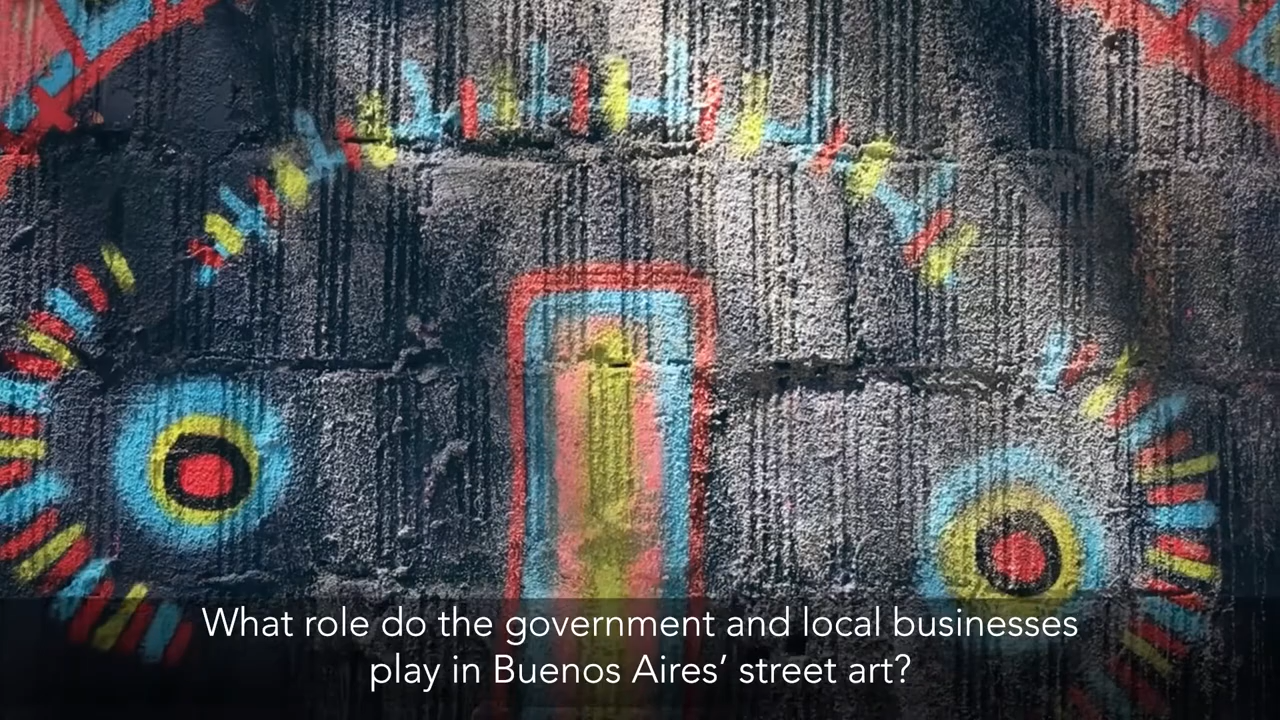 What role do the government and local businesses
play in Buenos Aires’ street art?